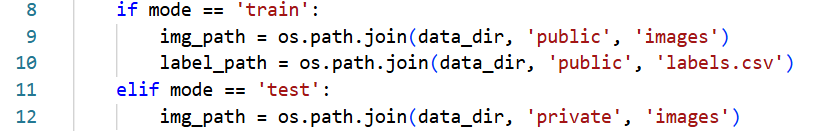 8 if mode == 'train':
9 img_path = os.path.join(data_dir, 'public', 'images')
10 label_path = os.path.join(data_dir, 'public', 'labels.csv')
11 elif mode == 'test':
12 img_path = os.path.join(data_dir, 'private', 'images')